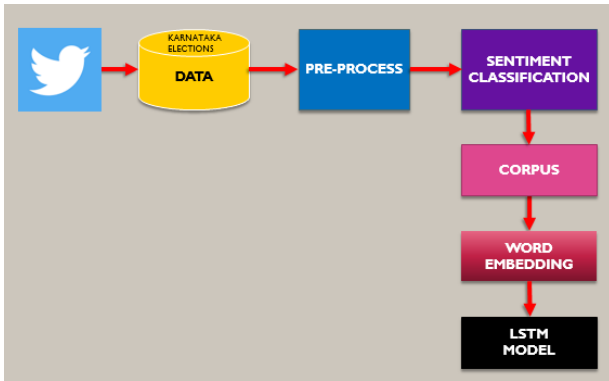 KARNATAKA
ELECTIONS
DATA
PRE-PROCESS
SENTIMENT
CLASSIFICATION
CORPUS
WORD
EMBEDDING
LSTM
MODEL